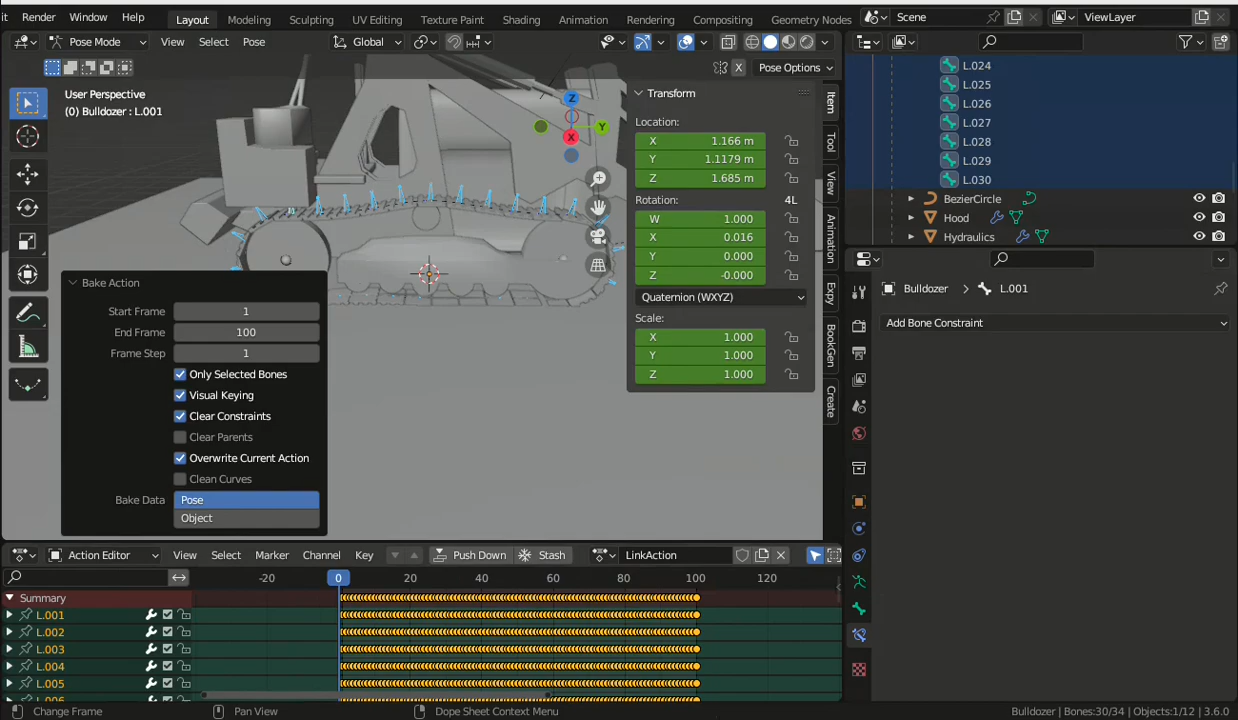 it Render Window Help Layout Modeling Sculpting UV Editing Texture Paint Shading Animation Rendering Compositing Geometry Nodes Scene ViewLayer
Pose Mode View Select Pose Global
X Pose Options
User Perspective
(0) Bulldozer : L.001
Z
Y
X
Transform
Location:
X 1.166 m
Y 1.1179 m
Z 1.685 m
Rotation: 4L
W 1.000
X 0.016
Y 0.000
Z -0.000
Quaternion (WXYZ)
Scale:
X 1.000
Y 1.000
Z 1.000
Item
Tool
View
Animation
Expy
BookGen
Create
L.024
L.025
L.026
L.027
L.028
L.029
L.030
BezierCircle
Hood
Hydraulics
Bulldozer L.001
Add Bone Constraint
Bake Action
Start Frame 1
End Frame 100
Frame Step 1
Only Selected Bones
Visual Keying
Clear Constraints
Clear Parents
Overwrite Current Action
Clean Curves
Bake Data Pose
Object
Action Editor View Select Marker Channel Key Push Down Stash LinkAction
-20 0 20 40 60 80 100 120
Summary
L.001
L.002
L.003
L.004
L.005
L.006
Change Frame Pan View Dope Sheet Context Menu Bulldozer | Bones:30/34 | Objects:1/12 | 3.6.0